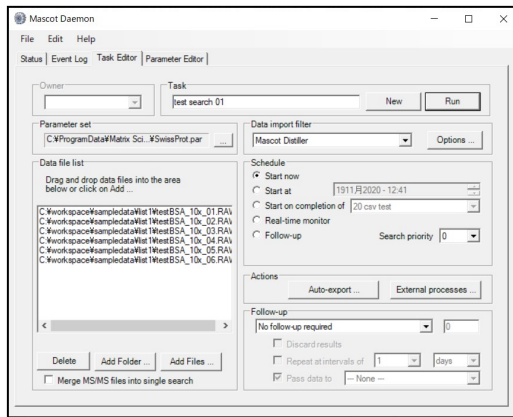 Mascot Daemon
File Edit Help
Status Event Log Task Editor Parameter Editor
Owner
Task
test search 01
New
Run
Parameter set
C:¥ProgramData¥Matrix Sci...¥SwissProt.par
...
Data import filter
Mascot Distiller
Options ...
Data file list
Drag and drop data files into the area
below or click on Add ...
C:¥workspace¥sampledata¥list1¥testBSA_10x_01.RAW
C:¥workspace¥sampledata¥list1¥testBSA_10x_02.RAW
C:¥workspace¥sampledata¥list1¥testBSA_10x_03.RAW
C:¥workspace¥sampledata¥list1¥testBSA_10x_04.RAW
C:¥workspace¥sampledata¥list1¥testBSA_10x_05.RAW
C:¥workspace¥sampledata¥list1¥testBSA_10x_06.RAW
Delete
Add Folder ...
Add Files ...
Merge MS/MS files into single search
Schedule
Start now
Start at 1911月2020 - 12:41
Start on completion of 20 csv test
Real-time monitor
Follow-up Search priority 0
Actions
Auto-export ...
External processes ...
Follow-up
No follow-up required 0
Discard results
Repeat at intervals of 1 days
Pass data to --- None ---